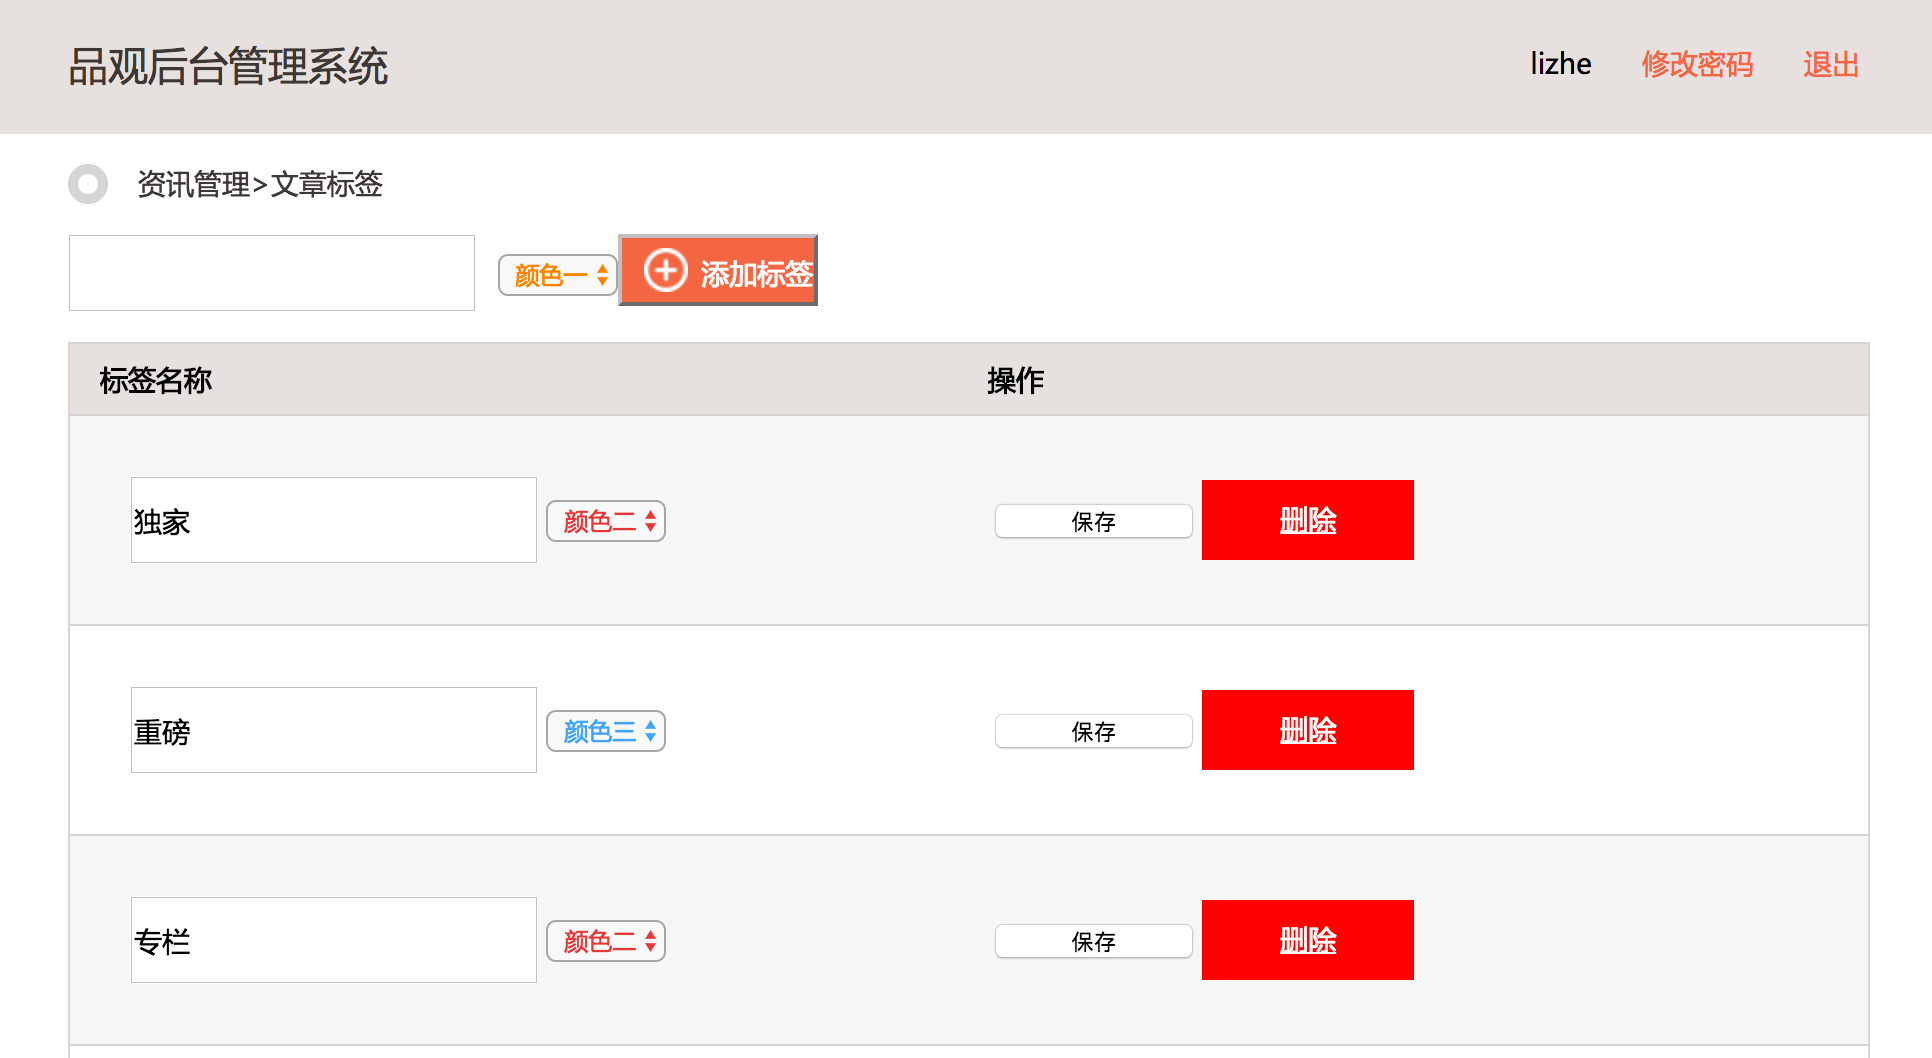 品观后台管理系统 lizhe 修改密码 退出
资讯管理>文章标签
颜色一 添加标签
标签名称 操作
独家 颜色二 保存 删除
重磅 颜色三 保存 删除
专栏 颜色二 保存 删除